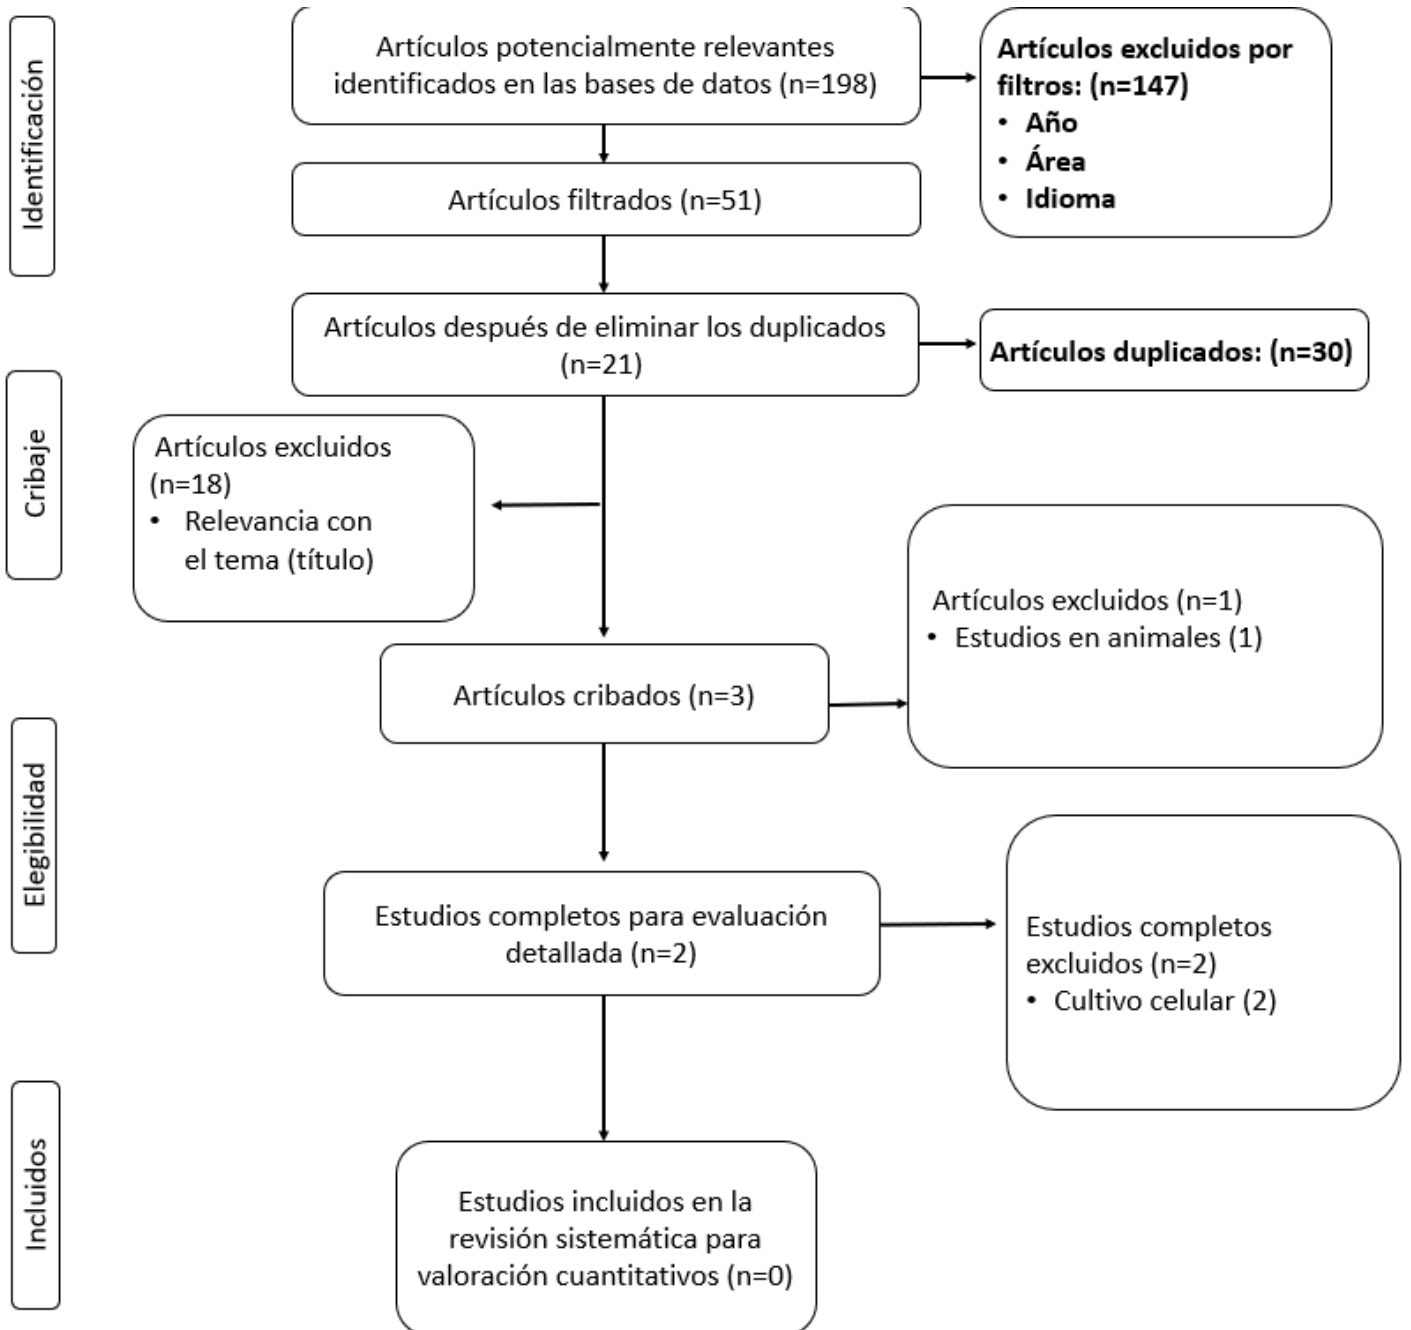 Identificación
Artículos potencialmente relevantes
identificados en las bases de datos (n=198)
Artículos excluidos por
filtros: (n=147)
• Año
• Área
• Idioma
Artículos filtrados (n=51)
Artículos después de eliminar los duplicados
(n=21)
Artículos duplicados: (n=30)
Cribaje
Artículos excluidos
(n=18)
• Relevancia con
el tema (título)
Artículos excluidos (n=1)
• Estudios en animales (1)
Artículos cribados (n=3)
Elegibilidad
Estudios completos para evaluación
detallada (n=2)
Estudios completos
excluidos (n=2)
• Cultivo celular (2)
Incluidos
Estudios incluidos en la
revisión sistemática para
valoración cuantitativos (n=0)